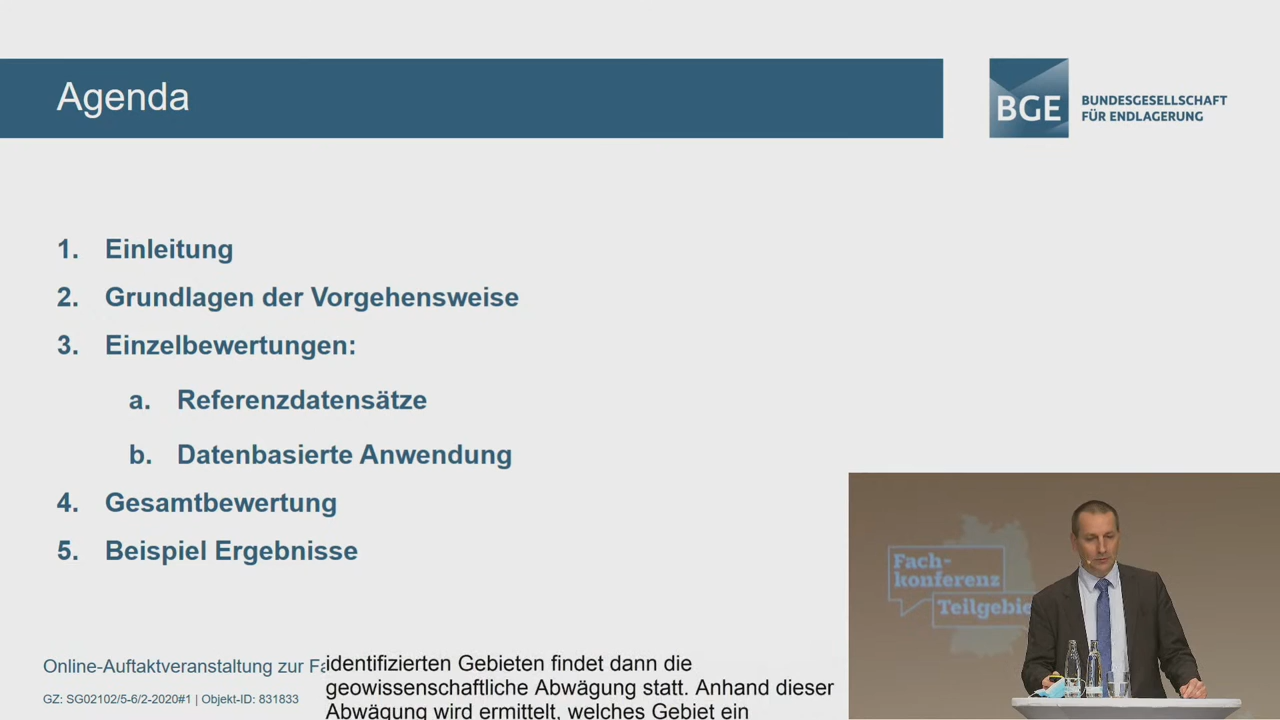 Agenda
BGE
BUNDESGESELLSCHAFT
FÜR ENDLAGERUNG
1. Einleitung
2. Grundlagen der Vorgehensweise
3. Einzelbewertungen:
a. Referenzdatensätze
b. Datenbasierte Anwendung
4. Gesamtbewertung
5. Beispiel Ergebnisse
Fach-
konferenz
Online-Auftaktveranstaltung zur
GZ: SG02102/5-6/2-2020#1 | Objekt-ID: 831833
identifizierten Gebieten findet dann die
geowissenschaftliche Abwägung statt. Anhand dieser
Abwägung wird ermittelt, welches Gebiet ein